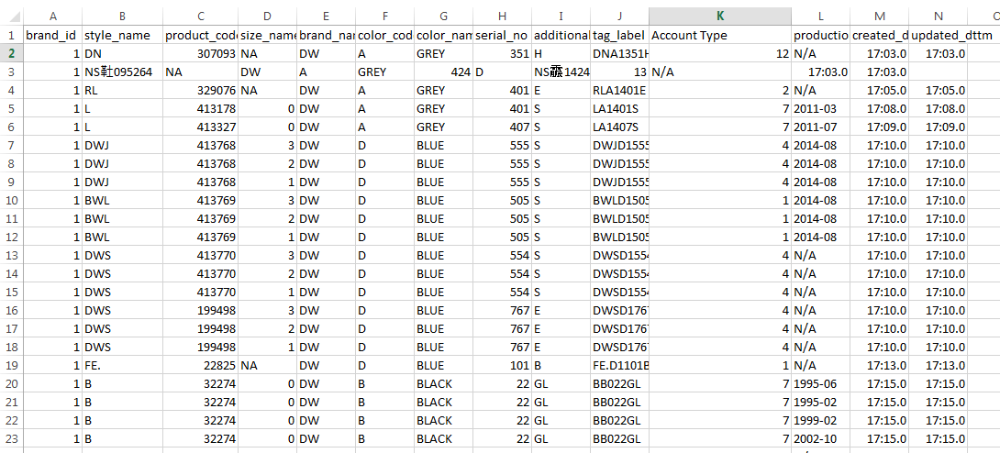 A B C D E F G H I J K L M N
1 brand_id style_name product_cod size_name brand_nar color_cod color_nam serial_no additional tag_label Account Type productio created_d updated_dttm
2 1 DN 307093 NA DW A GREY 351 H DNA1351H 12 N/A 17:03.0 17:03.0
3 1 NA DW A GREY 424 D 13 N/A 17:03.0 17:03.0
4 1 RL 329076 NA DW A GREY 401 E RLA1401E 2 N/A 17:05.0 17:05.0
5 1 L 413178 0 DW A GREY 401 S LA1401S 7 2011-03 17:08.0 17:08.0
6 1 L 413327 0 DW A GREY 407 S LA1407S 7 2011-07 17:09.0 17:09.0
7 1 DWJ 413768 3 DW D BLUE 555 S DWJD1555 4 2014-08 17:10.0 17:10.0
8 1 DWJ 413768 2 DW D BLUE 555 S DWJD1555 4 2014-08 17:10.0 17:10.0
9 1 DWJ 413768 1 DW D BLUE 555 S DWJD1555 4 2014-08 17:10.0 17:10.0
10 1 BWL 413769 3 DW D BLUE 505 S BWLD1505 1 2014-08 17:10.0 17:10.0
11 1 BWL 413769 2 DW D BLUE 505 S BWLD1505 1 2014-08 17:10.0 17:10.0
12 1 BWL 413769 1 DW D BLUE 505 S BWLD1505 1 2014-08 17:10.0 17:10.0
13 1 DWS 413770 3 DW D BLUE 554 S DWSD1554 4 N/A 17:10.0 17:10.0
14 1 DWS 413770 2 DW D BLUE 554 S DWSD1554 4 N/A 17:10.0 17:10.0
15 1 DWS 413770 1 DW D BLUE 554 S DWSD1554 4 N/A 17:10.0 17:10.0
16 1 DWS 199498 3 DW D BLUE 767 E DWSD1767 4 N/A 17:10.0 17:10.0
17 1 DWS 199498 2 DW D BLUE 767 E DWSD1767 4 N/A 17:10.0 17:10.0
18 1 DWS 199498 1 DW D BLUE 767 E DWSD1767 4 N/A 17:10.0 17:10.0
19 1 FE. 22825 NA DW D BLUE 101 B FE.D1101B 1 N/A 17:13.0 17:13.0
20 1 B 32274 0 DW B BLACK 22 GL BB022GL 7 1995-06 17:15.0 17:15.0
21 1 B 32274 0 DW B BLACK 22 GL BB022GL 7 1995-02 17:15.0 17:15.0
22 1 B 32274 0 DW B BLACK 22 GL BB022GL 7 1999-02 17:15.0 17:15.0
23 1 B 32274 0 DW B BLACK 22 GL BB022GL 7 2002-10 17:15.0 17:15.0